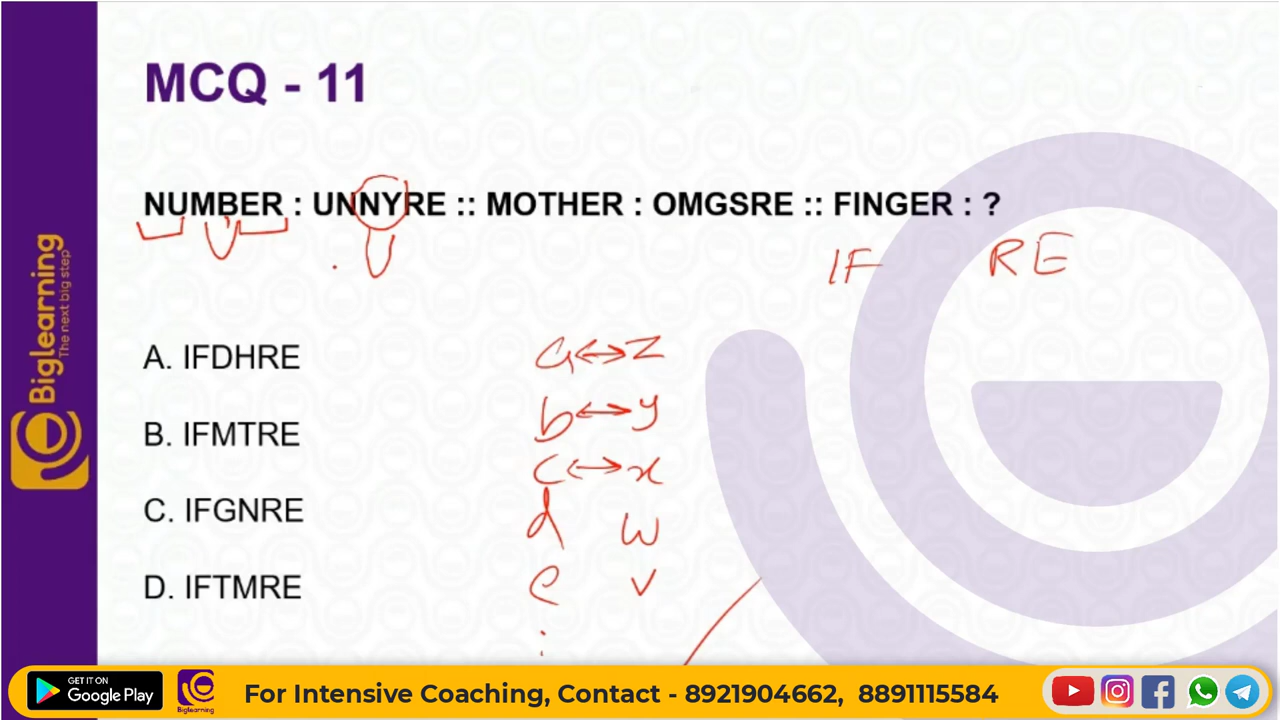 MCQ - 11
NUMBER : UNNYRE :: MOTHER : OMGSRE :: FINGER : ?
IF RE
A. IFDHRE
B. IFMTRE
C. IFGNRE
D. IFTMRE
a ↔ z
b ↔ y
c ↔ x
d w
e v
Biglearning
The next big step
GET IT ON
Google Play
Biglearning
For Intensive Coaching, Contact - 8921904662, 8891115584